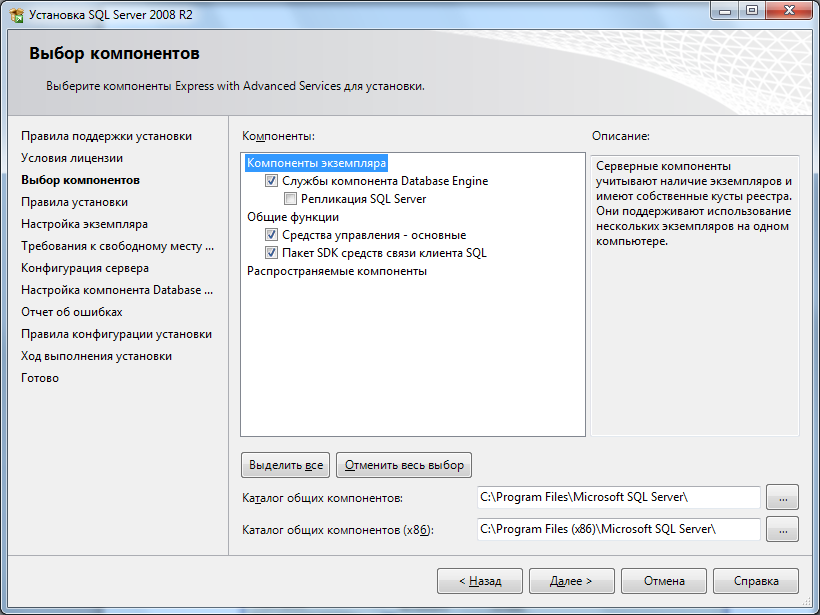 Установка SQL Server 2008 R2
Выбор компонентов
Выберите компоненты Express with Advanced Services для установки.
Правила поддержки установки
Условия лицензии
Выбор компонентов
Правила установки
Настройка экземпляра
Требования к свободному месту ...
Конфигурация сервера
Настройка компонента Database ...
Отчет об ошибках
Правила конфигурации установки
Ход выполнения установки
Готово
Компоненты:
Компоненты экземпляра
Службы компонента Database Engine
Репликация SQL Server
Общие функции
Средства управления - основные
Пакет SDK средств связи клиента SQL
Распространяемые компоненты
Описание:
Серверные компоненты
учитывают наличие экземпляров и
имеют собственные кусты реестра.
Они поддерживают использование
нескольких экземпляров на одном
компьютере.
Выделить все
Отменить весь выбор
Каталог общих компонентов:
C:\Program Files\Microsoft SQL Server\
...
Каталог общих компонентов (x86):
C:\Program Files (x86)\Microsoft SQL Server\
...
< Назад
Далее >
Отмена
Справка